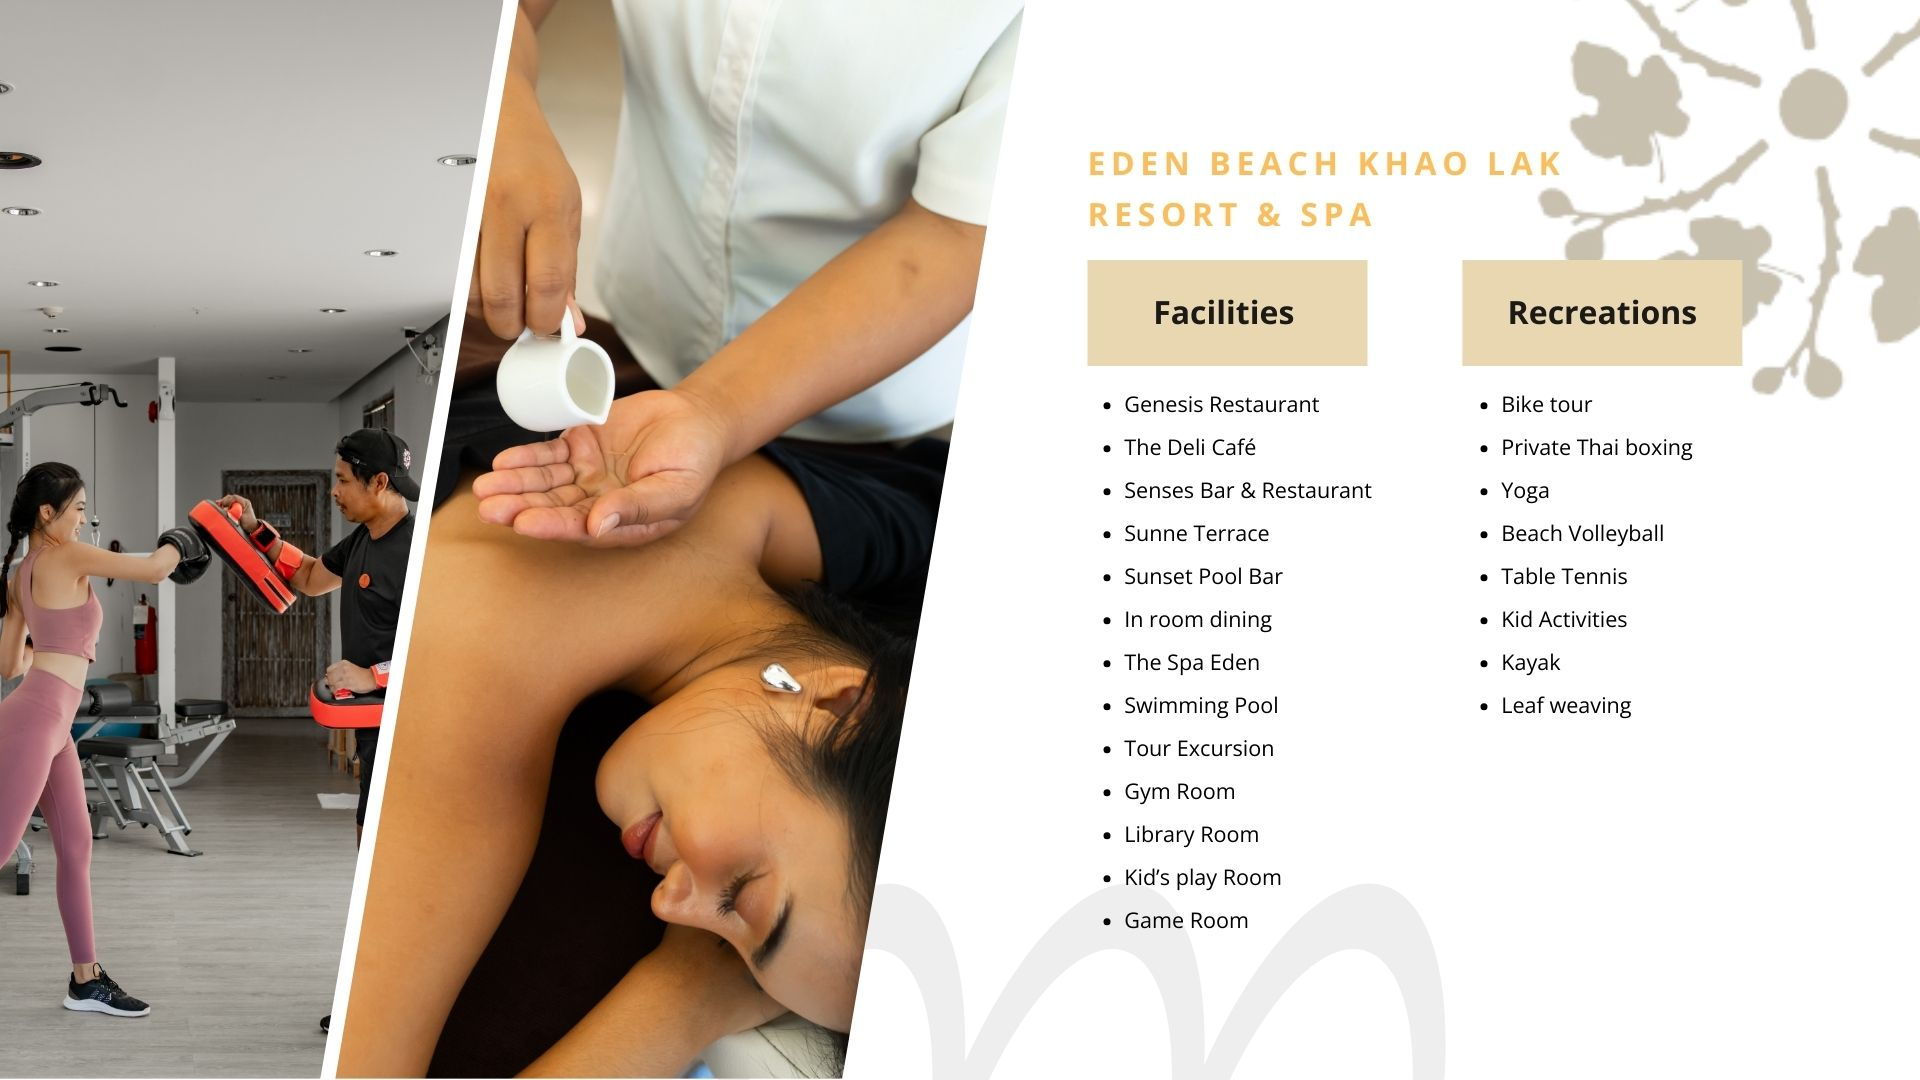 EDEN BEACH KHAO LAK
RESORT & SPA
Facilities
Genesis Restaurant
The Deli Café
Senses Bar & Restaurant
Sunne Terrace
Sunset Pool Bar
In room dining
The Spa Eden
Swimming Pool
Tour Excursion
Gym Room
Library Room
Kid’s play Room
Game Room
Recreations
Bike tour
Private Thai boxing
Yoga
Beach Volleyball
Table Tennis
Kid Activities
Kayak
Leaf weaving